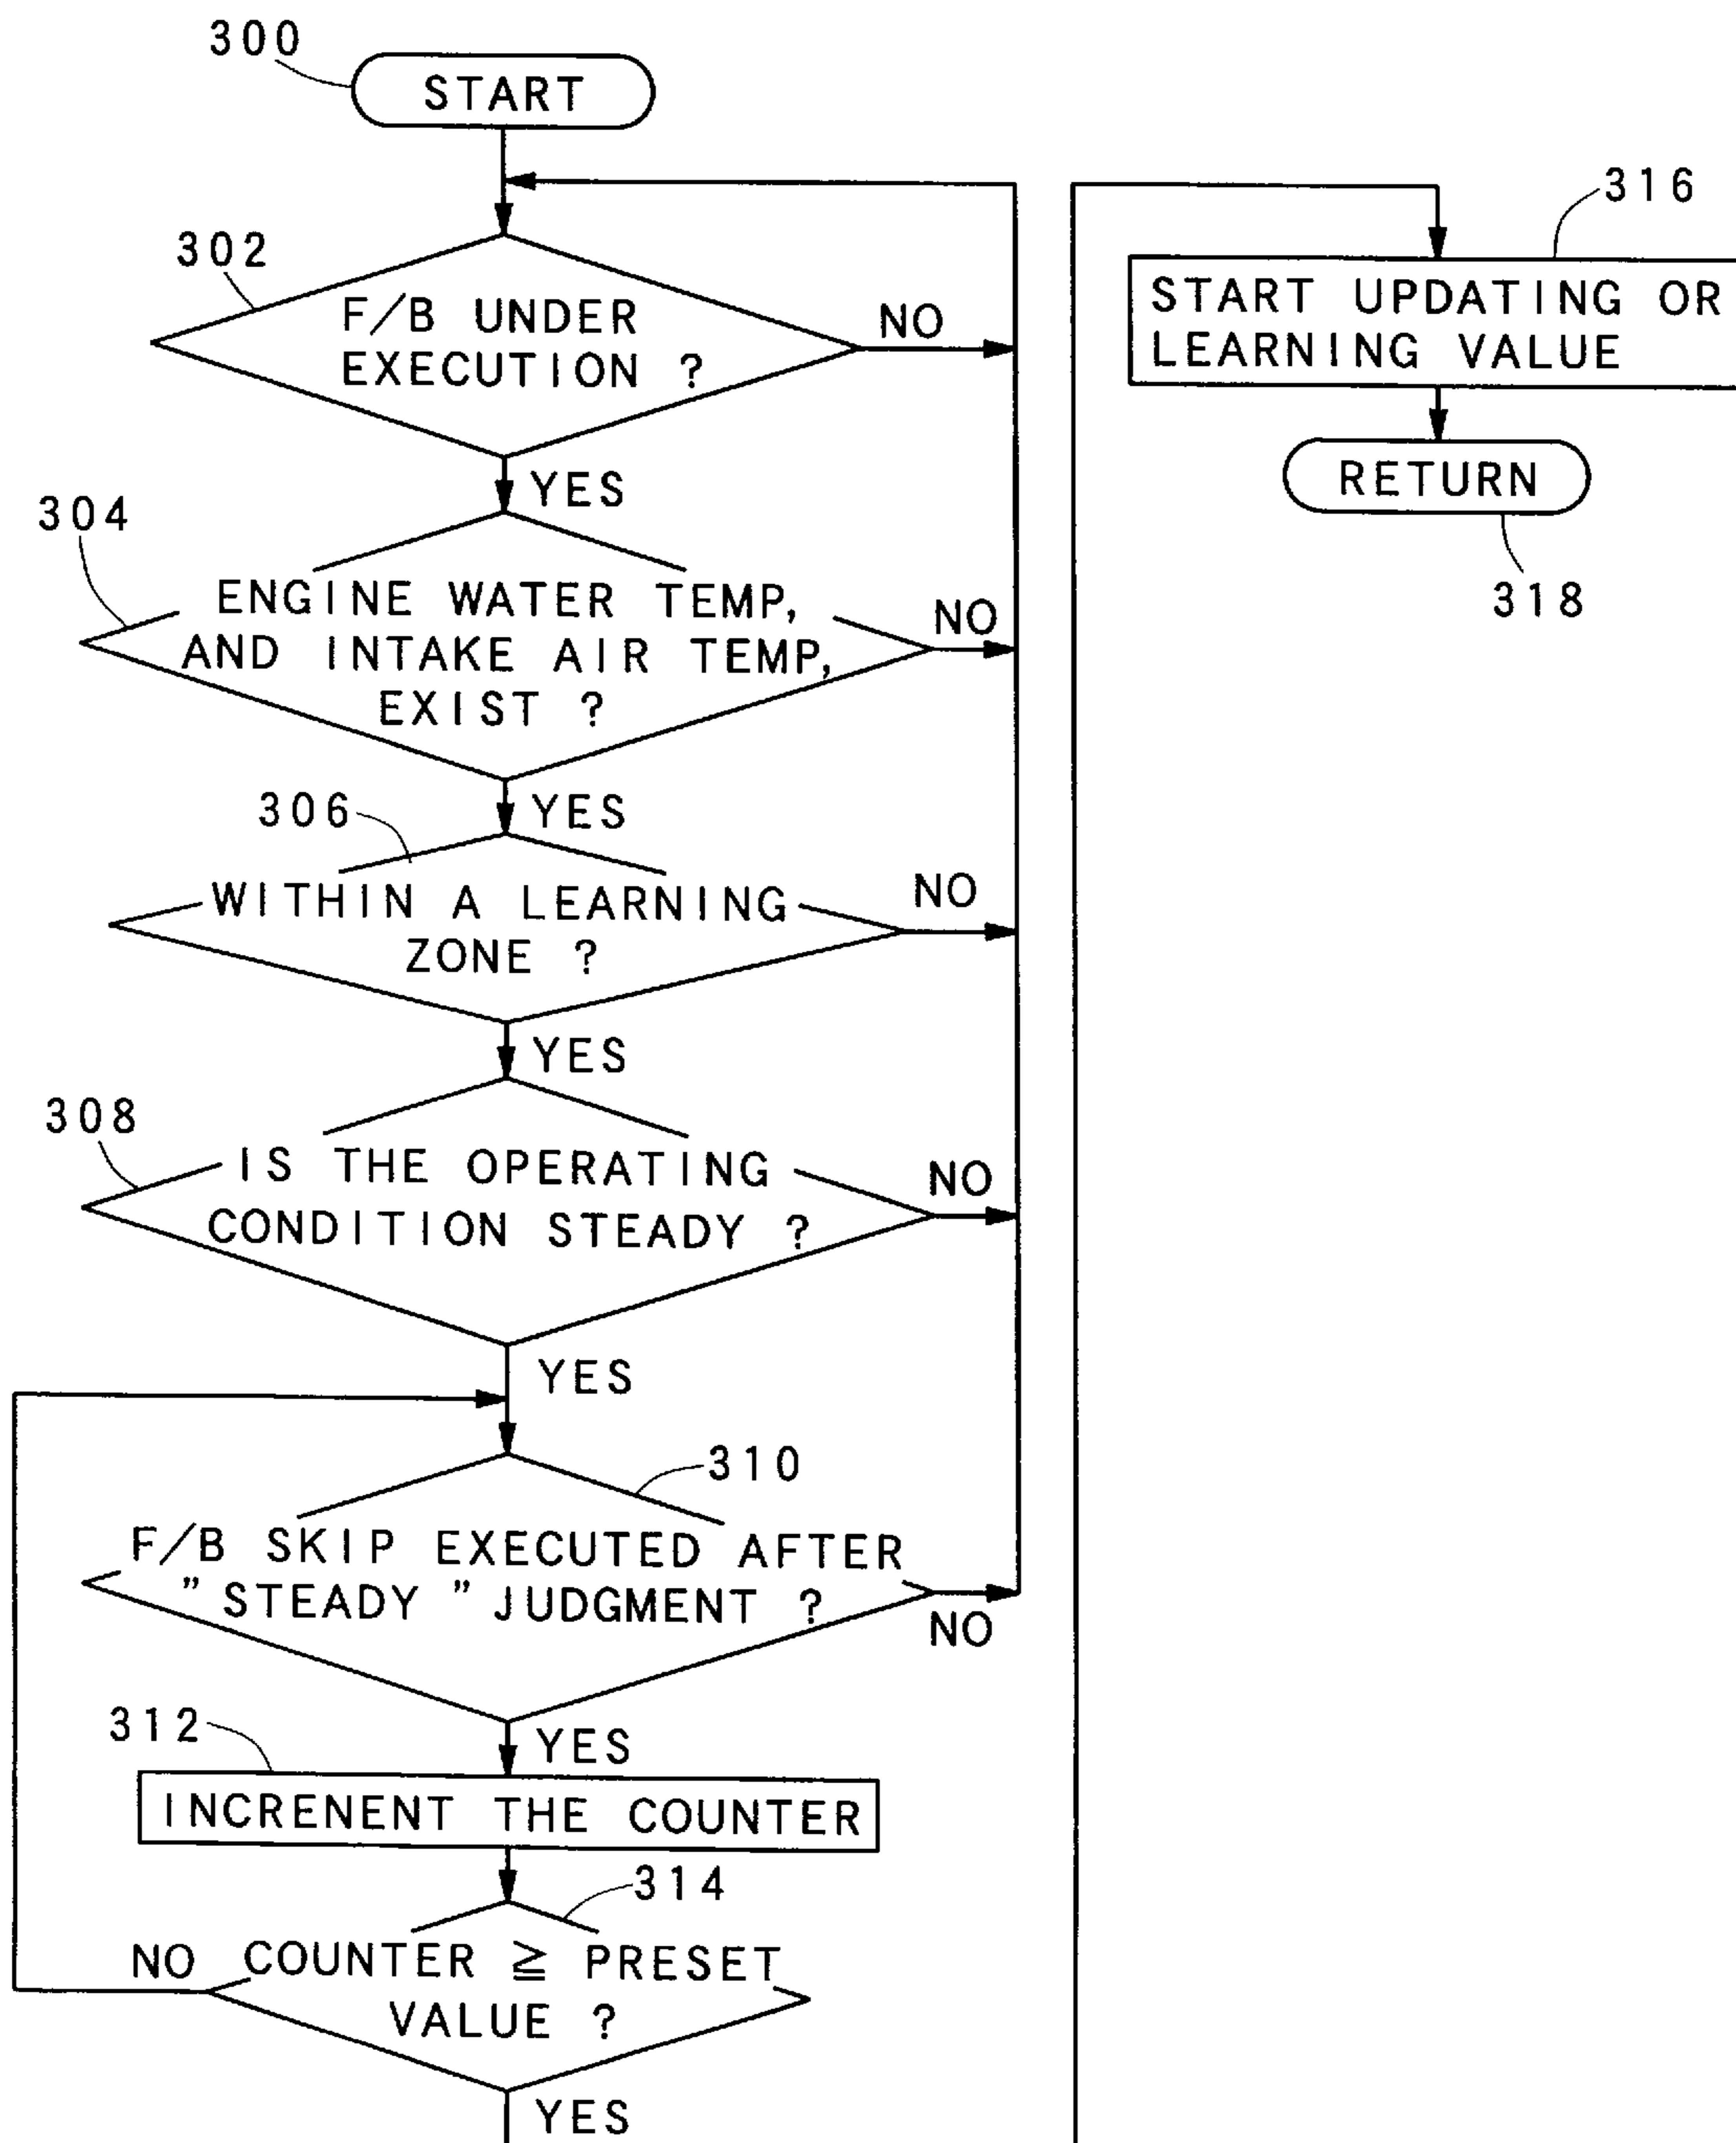 300
START
302
F/B UNDER
EXECUTION ?
NO
YES
304
ENGINE WATER TEMP,
AND INTAKE AIR TEMP,
EXIST ?
NO
YES
306
WITHIN A LEARNING
ZONE ?
NO
YES
308
IS THE OPERATING
CONDITION STEADY ?
NO
YES
310
F/B SKIP EXECUTED AFTER
"STEADY" JUDGMENT ?
NO
YES
312
INCRENENT THE COUNTER
314
NO
COUNTER ≧ PRESET
VALUE ?
YES
316
START UPDATING OR
LEARNING VALUE
RETURN
318